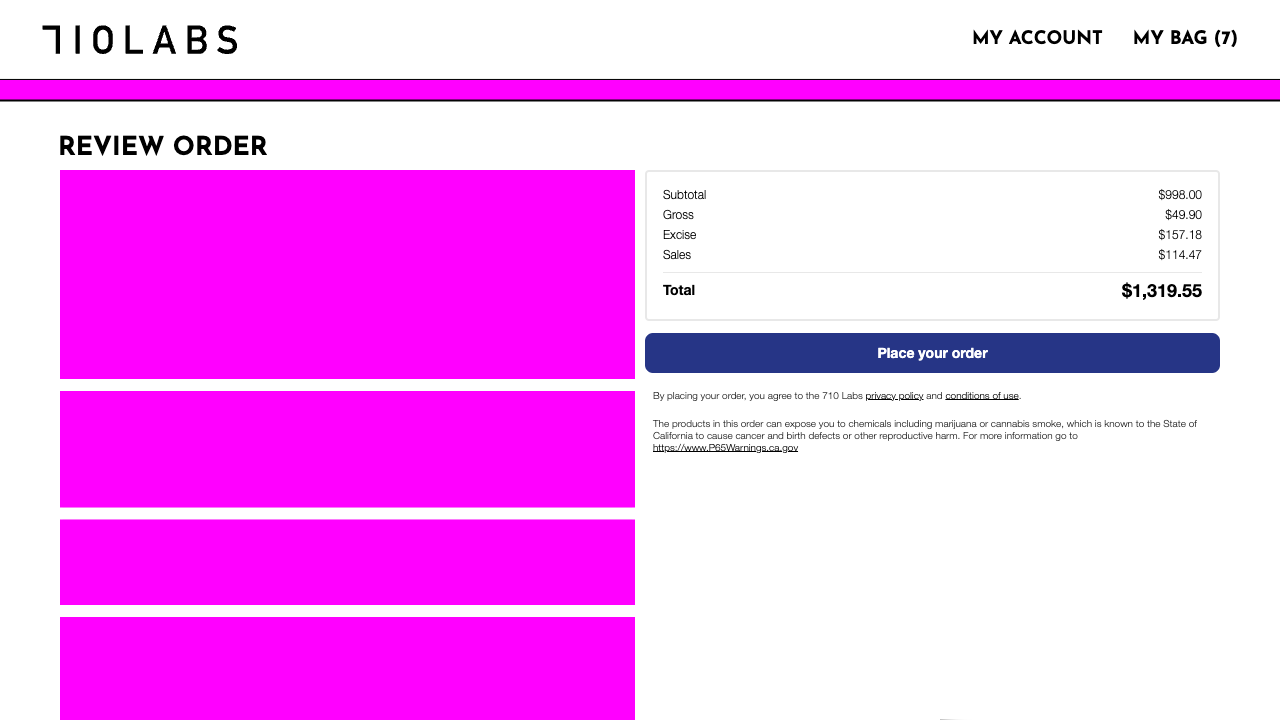 710LABS
MY ACCOUNT
MY BAG (7)
REVIEW ORDER
Subtotal $998.00
Gross $49.90
Excise $157.18
Sales $114.47
Total $1,319.55
Place your order
By placing your order, you agree to the 710 Labs privacy policy and conditions of use.
The products in this order can expose you to chemicals including marijuana or cannabis smoke, which is known to the State of
California to cause cancer and birth defects or other reproductive harm. For more information go to
https://www.P65Warnings.ca.gov